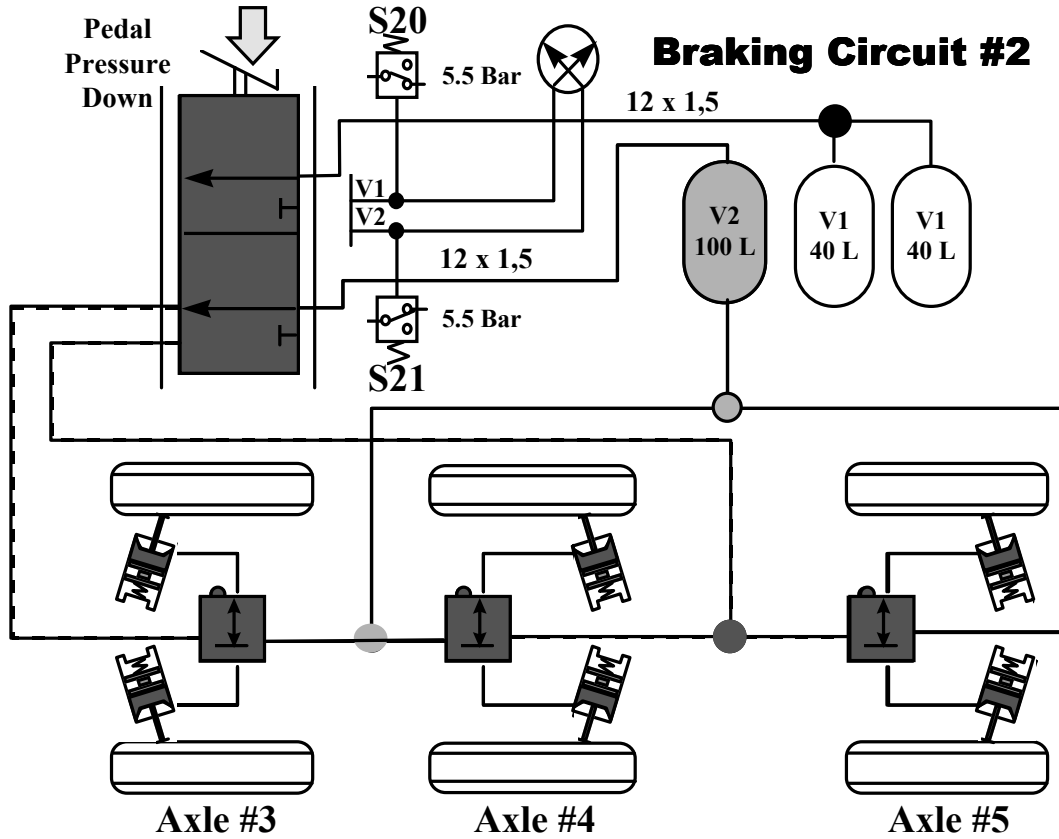 Pedal
Pressure
Down
S20
5.5 Bar
Braking Circuit #2
12 x 1,5
V1
V2
12 x 1,5
V2
100 L
V1
40 L
V1
40 L
5.5 Bar
S21
Axle #3
Axle #4
Axle #5